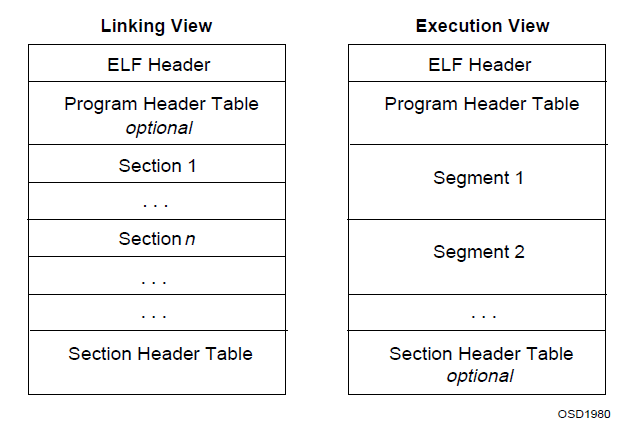 Linking View
ELF Header
Program Header Table
optional
Section 1
. . .
Section n
. . .
. . .
Section Header Table
Execution View
ELF Header
Program Header Table
Segment 1
Segment 2
. . .
Section Header Table
optional
OSD1980